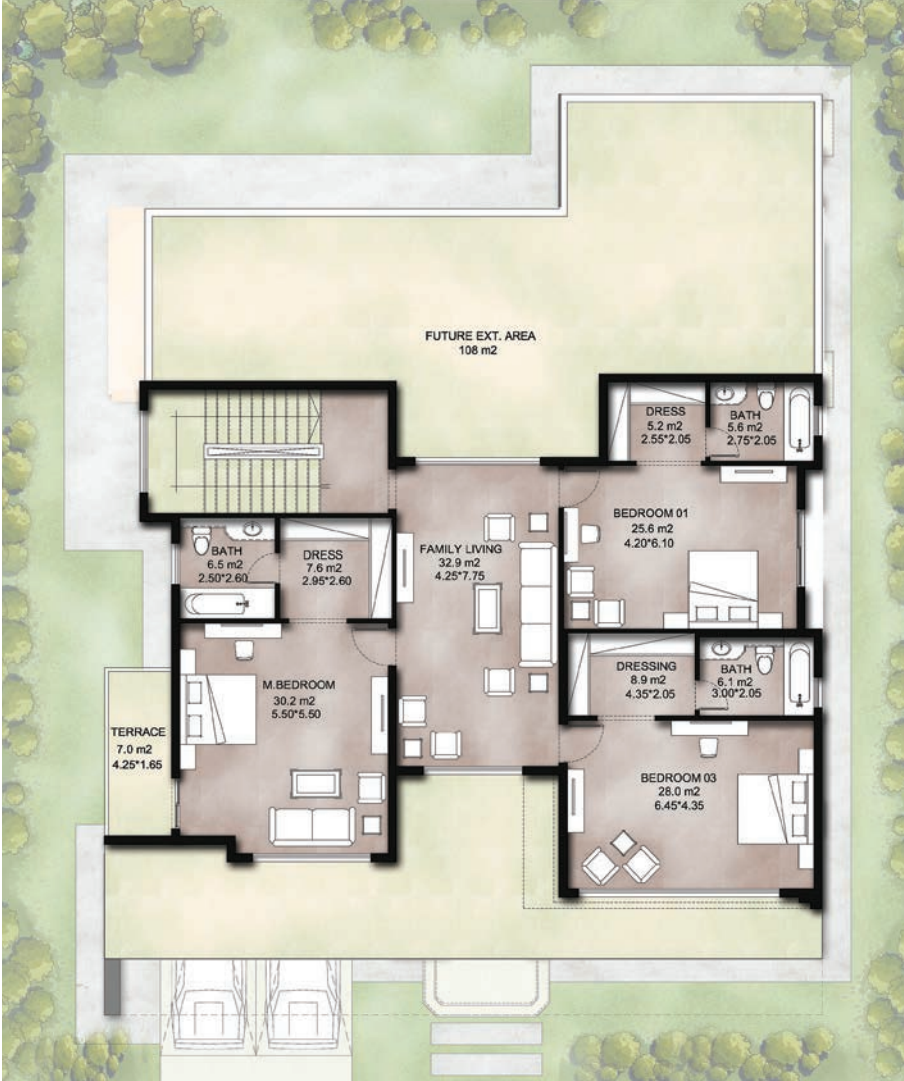 FUTURE EXT. AREA
108 m2
DRESS
5.2 m2
2.55*2.05
BATH
5.6 m2
2.75*2.05
BEDROOM 01
25.6 m2
4.20*6.10
BATH
6.5 m2
2.50*2.60
DRESS
7.6 m2
2.95*2.60
FAMILY LIVING
32.9 m2
4.25*7.75
DRESSING
8.9 m2
4.35*2.05
BATH
6.1 m2
3.00*2.05
M.BEDROOM
30.2 m2
5.50*5.50
TERRACE
7.0 m2
4.25*1.65
BEDROOM 03
28.0 m2
6.45*4.35